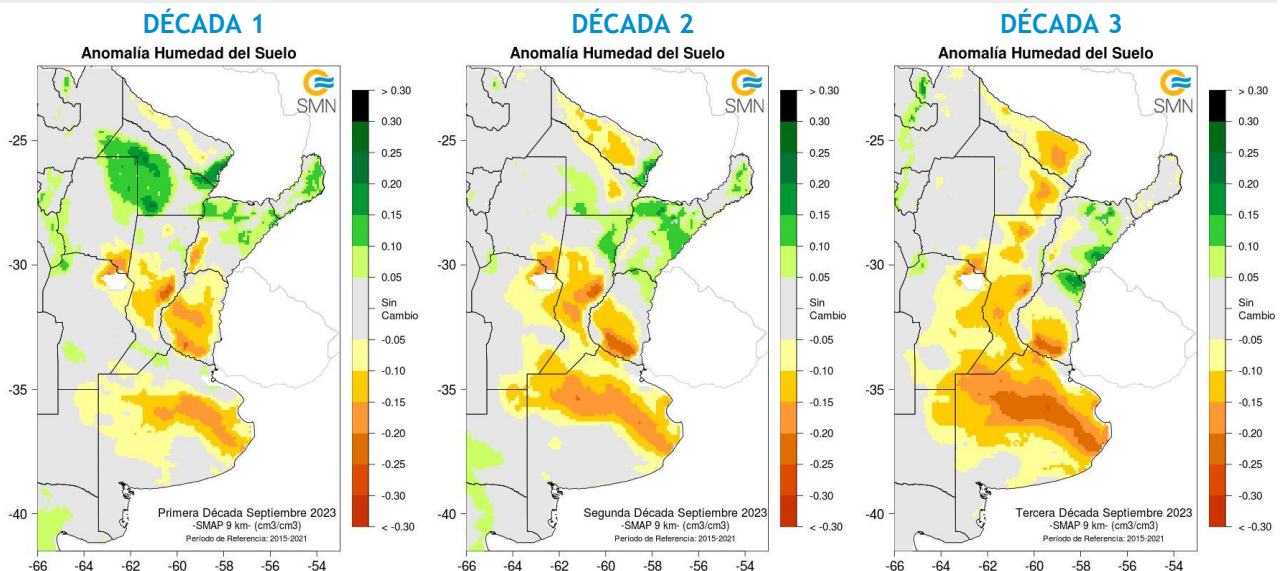 DÉCADA 1
Anomalía Humedad del Suelo
SMN
-25
-30
-35
-40
-66 -64 -62 -60 -58 -56 -54
> 0.30
0.30
0.25
0.20
0.15
0.10
0.05
Sin
Cambio
-0.05
-0.10
-0.15
-0.20
-0.25
-0.30
< -0.30
Primera Década Septiembre 2023
-SMAP 9 km- (cm3/cm3)
Período de Referencia: 2015-2021
DÉCADA 2
Anomalía Humedad del Suelo
SMN
-25
-30
-35
-40
-66 -64 -62 -60 -58 -56 -54
> 0.30
0.30
0.25
0.20
0.15
0.10
0.05
Sin
Cambio
-0.05
-0.10
-0.15
-0.20
-0.25
-0.30
< -0.30
Segunda Década Septiembre 2023
-SMAP 9 km- (cm3/cm3)
Período de Referencia: 2015-2021
DÉCADA 3
Anomalía Humedad del Suelo
SMN
-25
-30
-35
-40
-66 -64 -62 -60 -58 -56 -54
> 0.30
0.30
0.25
0.20
0.15
0.10
0.05
Sin
Cambio
-0.05
-0.10
-0.15
-0.20
-0.25
-0.30
< -0.30
Tercera Década Septiembre 2023
-SMAP 9 km- (cm3/cm3)
Período de Referencia: 2015-2021